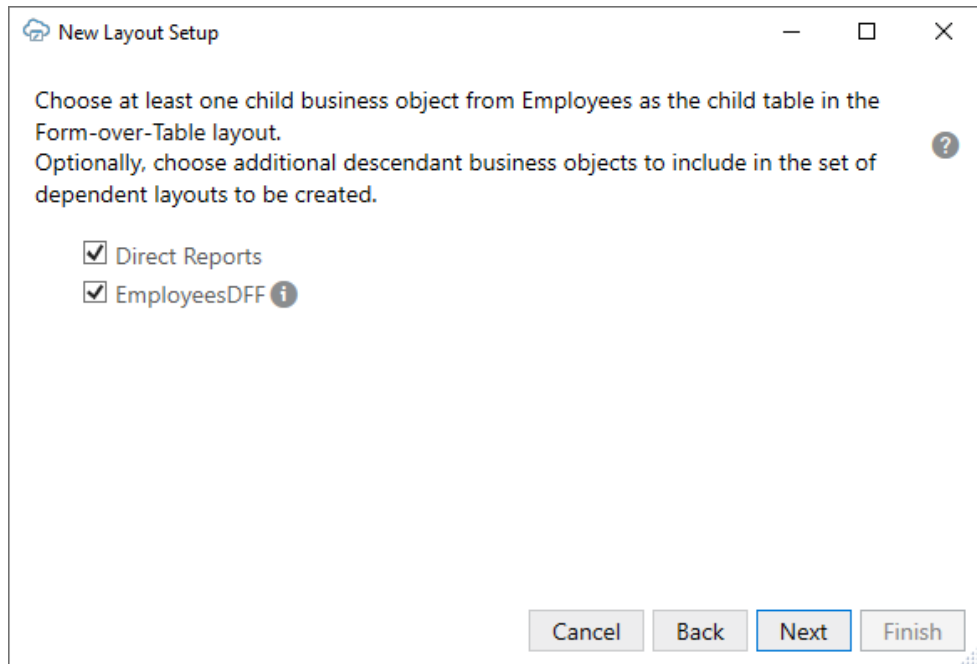 New Layout Setup
Choose at least one child business object from Employees as the child table in the
Form-over-Table layout.
Optionally, choose additional descendant business objects to include in the set of
dependent layouts to be created.
?
Direct Reports
EmployeesDFF i
Cancel Back Next Finish